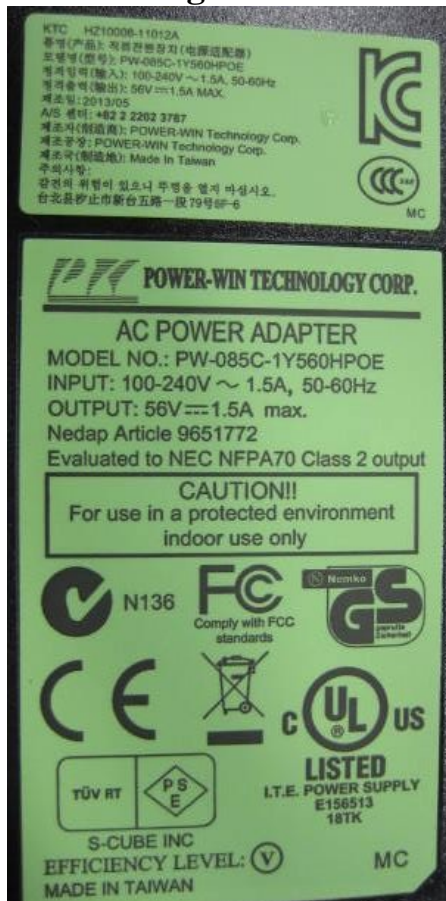 KTC HZ10006-11012A
품명(产品): 직류전원장치(电源适配器)
모델명(型号): PW-085C-1Y560HPOE
정격입력(输入): 100-240V ~ 1.5A, 50-60Hz
정격출력(输出): 56V⎓1.5A MAX.
제조일: 2013/05
A/S 센터: +82 2 2202 3787
제조자(制造商): POWER-WIN Technology Corp.
제조공장: POWER-WIN Technology Corp.
제조국(制造地): Made In Taiwan
주의사항:
감전의 위험이 있으니 뚜껑을 열지 마십시오.
台北县汐止市新台五路一段79号6F-6
MC
PTC POWER-WIN TECHNOLOGY CORP.
AC POWER ADAPTER
MODEL NO.: PW-085C-1Y560HPOE
INPUT: 100-240V ~ 1.5A, 50-60Hz
OUTPUT: 56V⎓1.5A max.
Nedap Article 9651772
Evaluated to NEC NFPA70 Class 2 output
CAUTION!!
For use in a protected environment
indoor use only
N136
FC
Comply with FCC
standards
N Nemko
GS
geprüfte
Sicherheit
CE
C UL US
®
LISTED
I.T.E. POWER SUPPLY
E156513
18TK
TÜV RT
PS
E
S-CUBE INC
EFFICIENCY LEVEL: V
MC
MADE IN TAIWAN